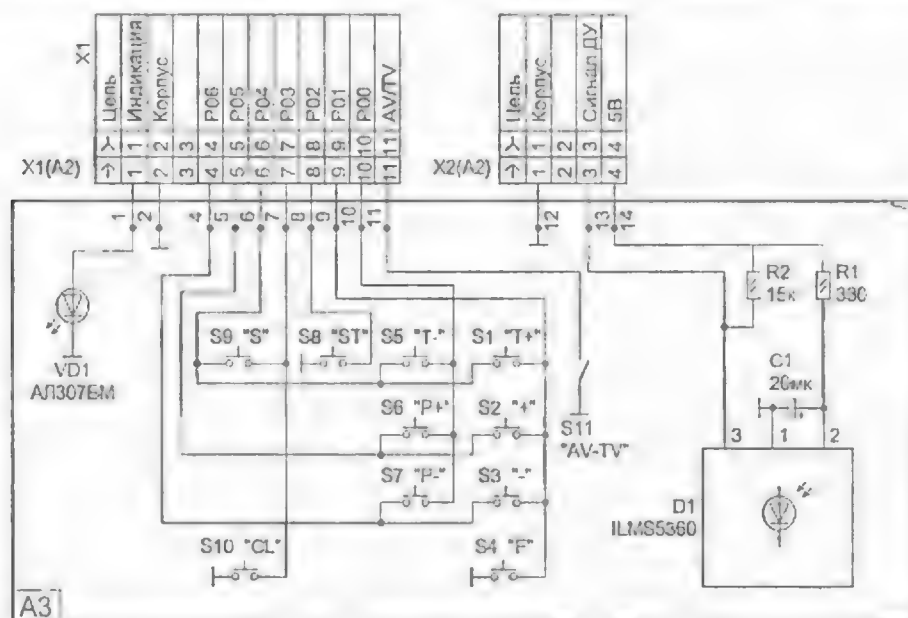 X1
Цепь
Индикация
Корпус
P06
P05
P04
P03
P02
P01
P00
AV/TV
1 2 3 4 5 6 7 8 9 10 11
X1(A2)
1 2 3 4 5 6 7 8 9 10 11
1 2 4 5 6 7 8 9 10 11
Цепь
Корпус
Сигнал ДУ
5В
1 2 3 4
X2(A2)
1 2 3 4
12 13 14
R2
15к
R1
330
VD1
АЛ307БМ
S9 "S"
S8 "ST"
S5 "T-"
S1 "T+"
S6 "P+"
S2 "+"
S7 "P-"
S3 "-"
S10 "CL"
S4 "F"
S11
"AV-TV"
C1
20мк
3 1 2
D1
ILMS5360
A3